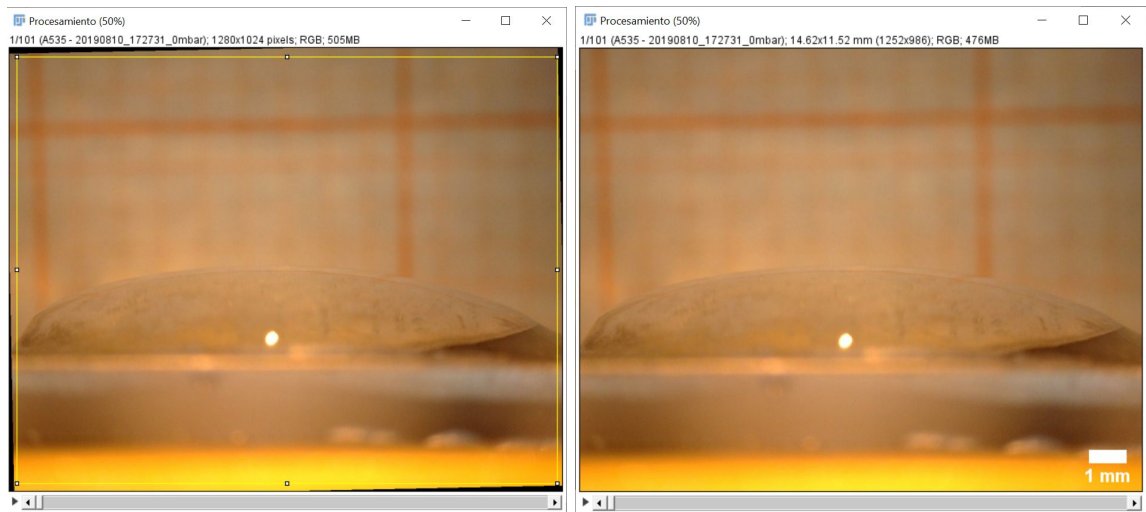 Procesamiento (50%)
1/101 (A535 - 20190810_172731_0mbar); 1280x1024 pixels; RGB; 505MB
Procesamiento (50%)
1/101 (A535 - 20190810_172731_0mbar); 14.62x11.52 mm (1252x986); RGB; 476MB
1 mm